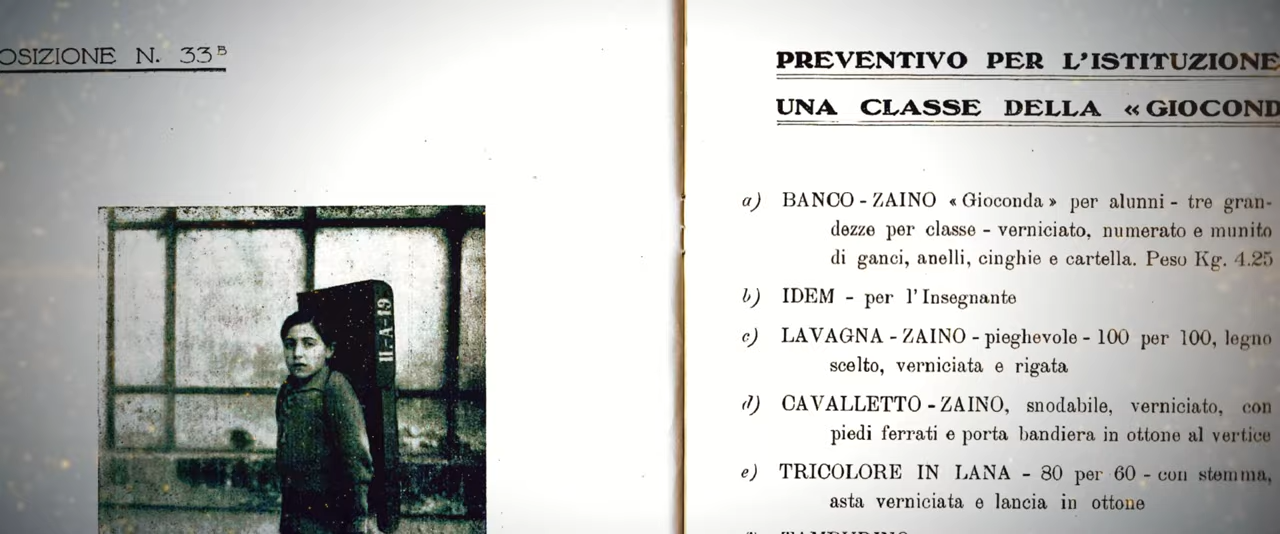 OSIZIONE N. 33B
II-A-19
PREVENTIVO PER L'ISTITUZIONE
UNA CLASSE DELLA «GIOCOND
a) BANCO - ZAINO «Gioconda» per alunni - tre gran-
dezze per classe - verniciato, numerato e munito
di ganci, anelli, cinghie e cartella. Peso Kg. 4.25
b) IDEM - per l'Insegnante
c) LAVAGNA - ZAINO - pieghevole - 100 per 100, legno
scelto, verniciata e rigata
d) CAVALLETTO - ZAINO, snodabile, verniciato, con
piedi ferrati e porta bandiera in ottone al vertice
e) TRICOLORE IN LANA - 80 per 60 - con stemma,
asta verniciata e lancia in ottone